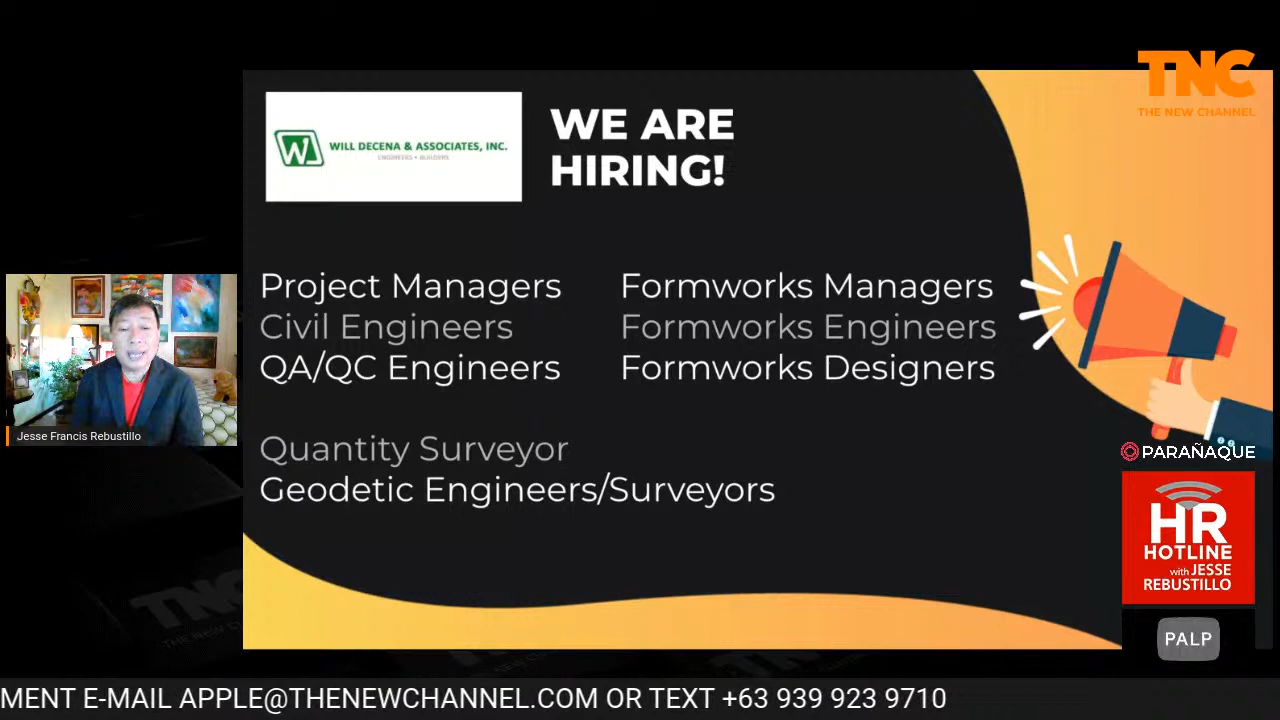 TNC
THE NEW CHANNEL
WILL DECENA & ASSOCIATES, INC.
ENGINEERS • BUILDERS
WE ARE
HIRING!
Project Managers
Civil Engineers
QA/QC Engineers
Formworks Managers
Formworks Engineers
Formworks Designers
Quantity Surveyor
Geodetic Engineers/Surveyors
Jesse Francis Rebustillo
PARAÑAQUE
HR
HOTLINE
with JESSE
REBUSTILLO
PALP
TNC
MENT E-MAIL APPLE@THENEWCHANNEL.COM OR TEXT +63 939 923 9710